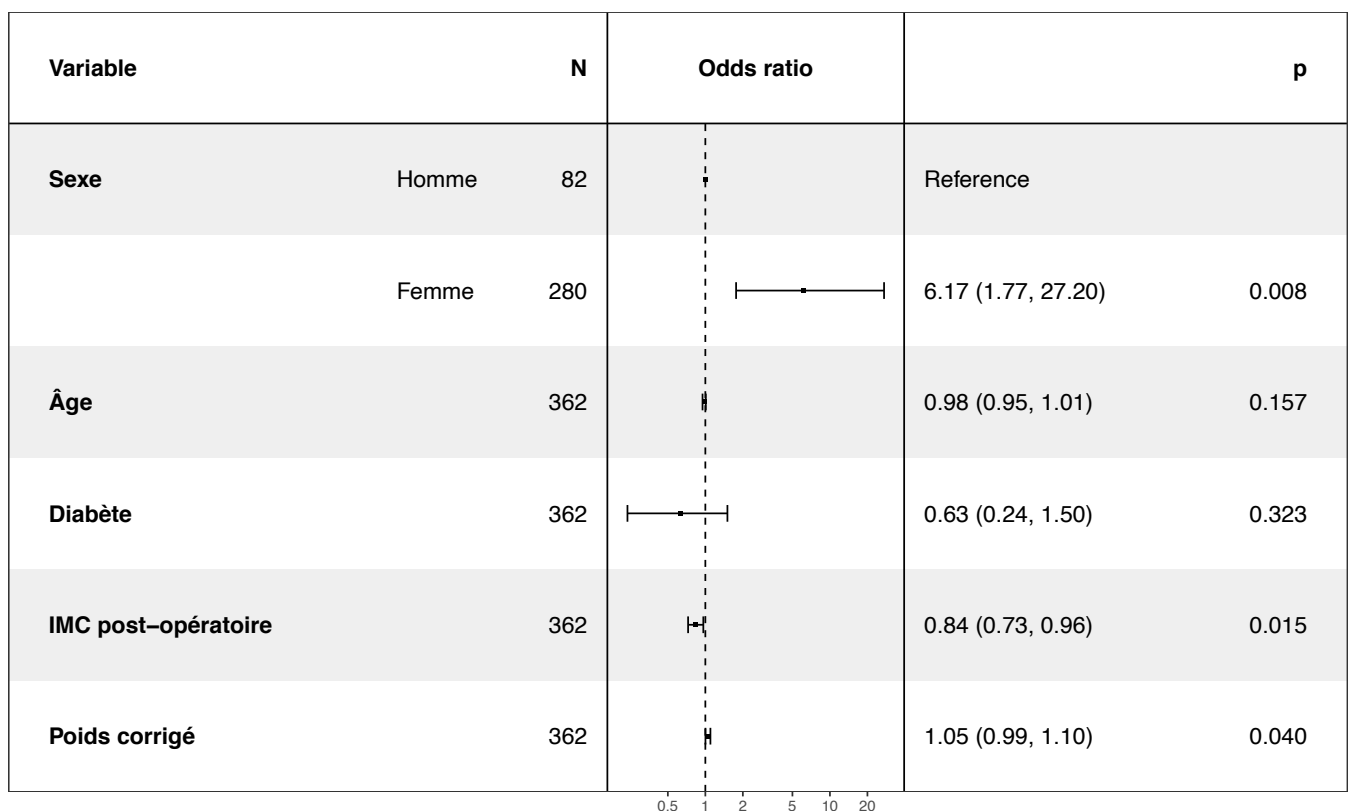 Variable N Odds ratio p
Sexe Homme 82 Reference
Femme 280 6.17 (1.77, 27.20) 0.008
Âge 362 0.98 (0.95, 1.01) 0.157
Diabète 362 0.63 (0.24, 1.50) 0.323
IMC post−opératoire 362 0.84 (0.73, 0.96) 0.015
Poids corrigé 362 1.05 (0.99, 1.10) 0.040
0.5 1 2 5 10 20